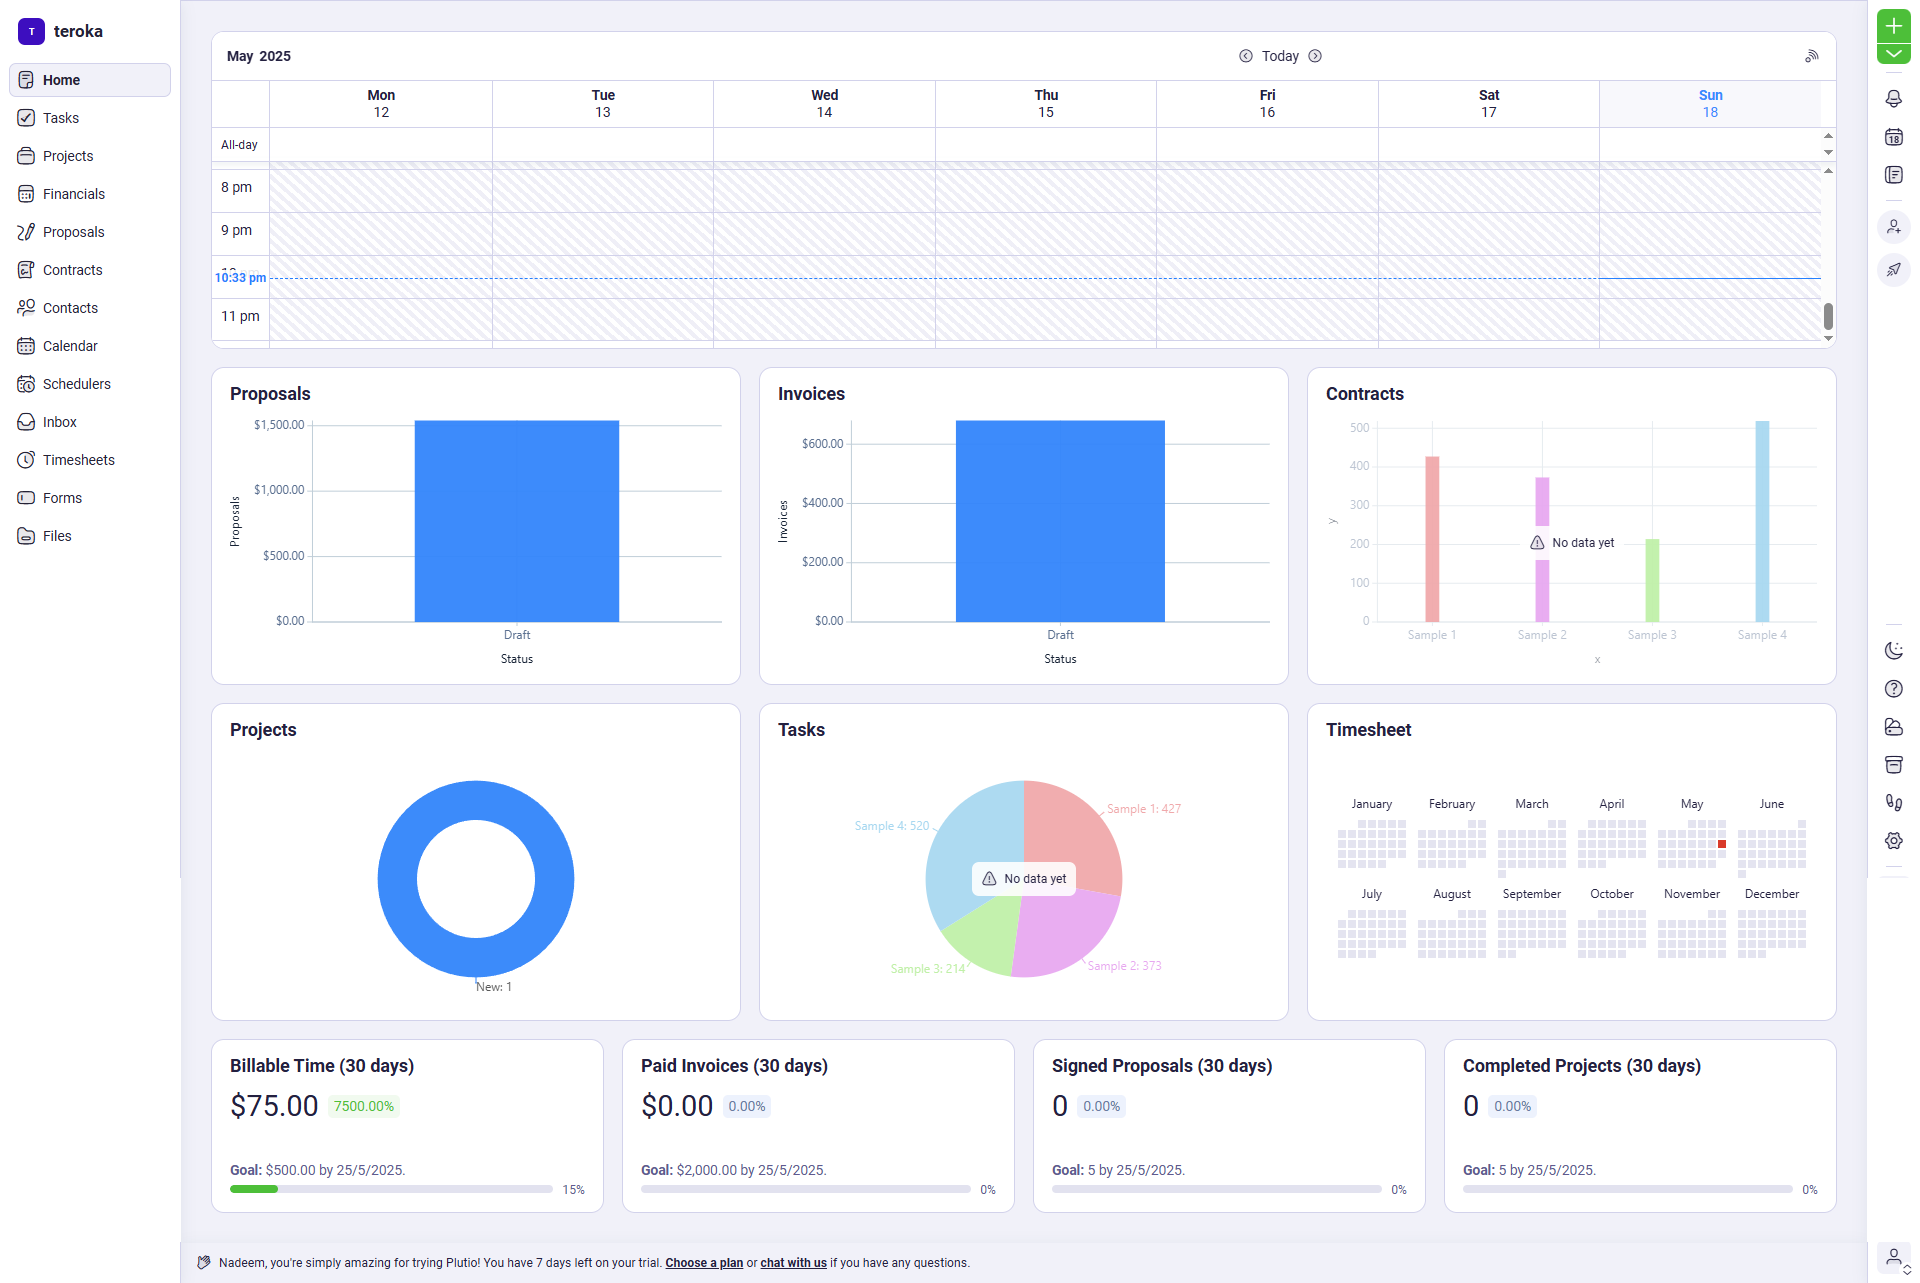 T teroka
Home
Tasks
Projects
Financials
Proposals
Contracts
Contacts
Calendar
Schedulers
Inbox
Timesheets
Forms
Files
May 2025
Today
Mon Tue Wed Thu Fri Sat Sun
12 13 14 15 16 17 18
All-day
8 pm
9 pm
10:33 pm
11 pm
18
Proposals
$1,500.00
$1,000.00
$500.00
$0.00
Proposals
Draft
Status
Invoices
$600.00
$400.00
$200.00
$0.00
Invoices
Draft
Status
Contracts
500
400
300
200
100
0
y
No data yet
Sample 1 Sample 2 Sample 3 Sample 4
x
Projects
New: 1
Tasks
Sample 1: 427
Sample 4: 520
No data yet
Sample 3: 214
Sample 2: 373
Timesheet
January February March April May June
July August September October November December
Billable Time (30 days)
$75.00 7500.00%
Goal: $500.00 by 25/5/2025.
15%
Paid Invoices (30 days)
$0.00 0.00%
Goal: $2,000.00 by 25/5/2025.
0%
Signed Proposals (30 days)
0 0.00%
Goal: 5 by 25/5/2025.
0%
Completed Projects (30 days)
0 0.00%
Goal: 5 by 25/5/2025.
0%
Nadeem, you're simply amazing for trying Plutio! You have 7 days left on your trial. Choose a plan or chat with us if you have any questions.